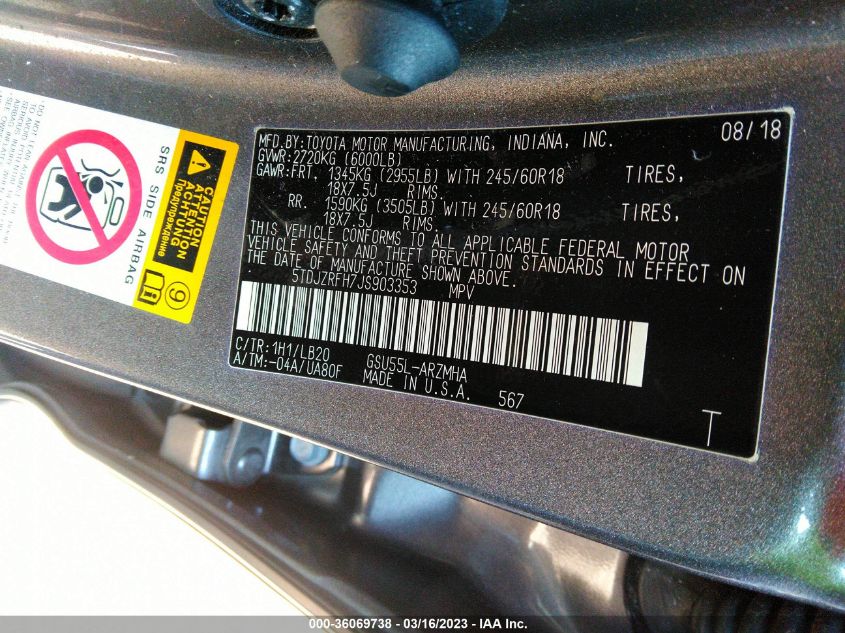 MFD.BY:TOYOTA MOTOR MANUFACTURING, INDIANA, INC. 08/18
GVWR:2720KG (6000LB)
GAWR:FRT. 1345KG (2955LB) WITH 245/60R18 TIRES,
18X7.5J RIMS.
RR. 1590KG (3505LB) WITH 245/60R18 TIRES,
18X7.5J RIMS.
THIS VEHICLE CONFORMS TO ALL APPLICABLE FEDERAL MOTOR
VEHICLE SAFETY AND THEFT PREVENTION STANDARDS IN EFFECT ON
THE DATE OF MANUFACTURE SHOWN ABOVE.
5TDJZRFH7JS903353 MPV
C/TR:1H1/LB20 GSU55L-ARZMHA
A/TM:-04A/UA80F MADE IN U.S.A. 567
T
SRS SIDE AIRBAG
CAUTION
ATTENTION
ACHTUNG
Предупреждение
9
000-36069738 - 03/16/2023 - IAA Inc.